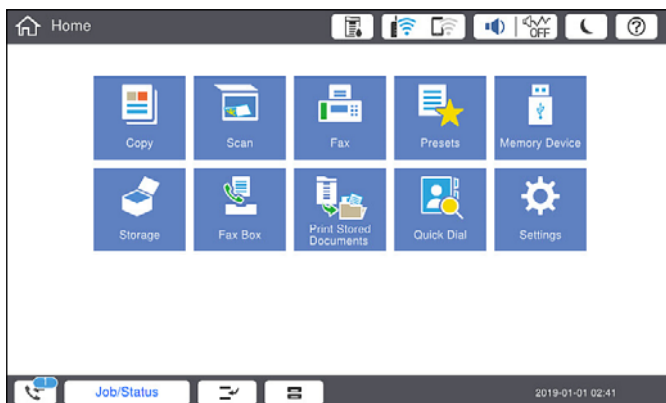 Home
OFF
Copy
Scan
Fax
Presets
Memory Device
Storage
Fax Box
Print Stored
Documents
Quick Dial
Settings
1
Job/Status
2019-01-01 02:41